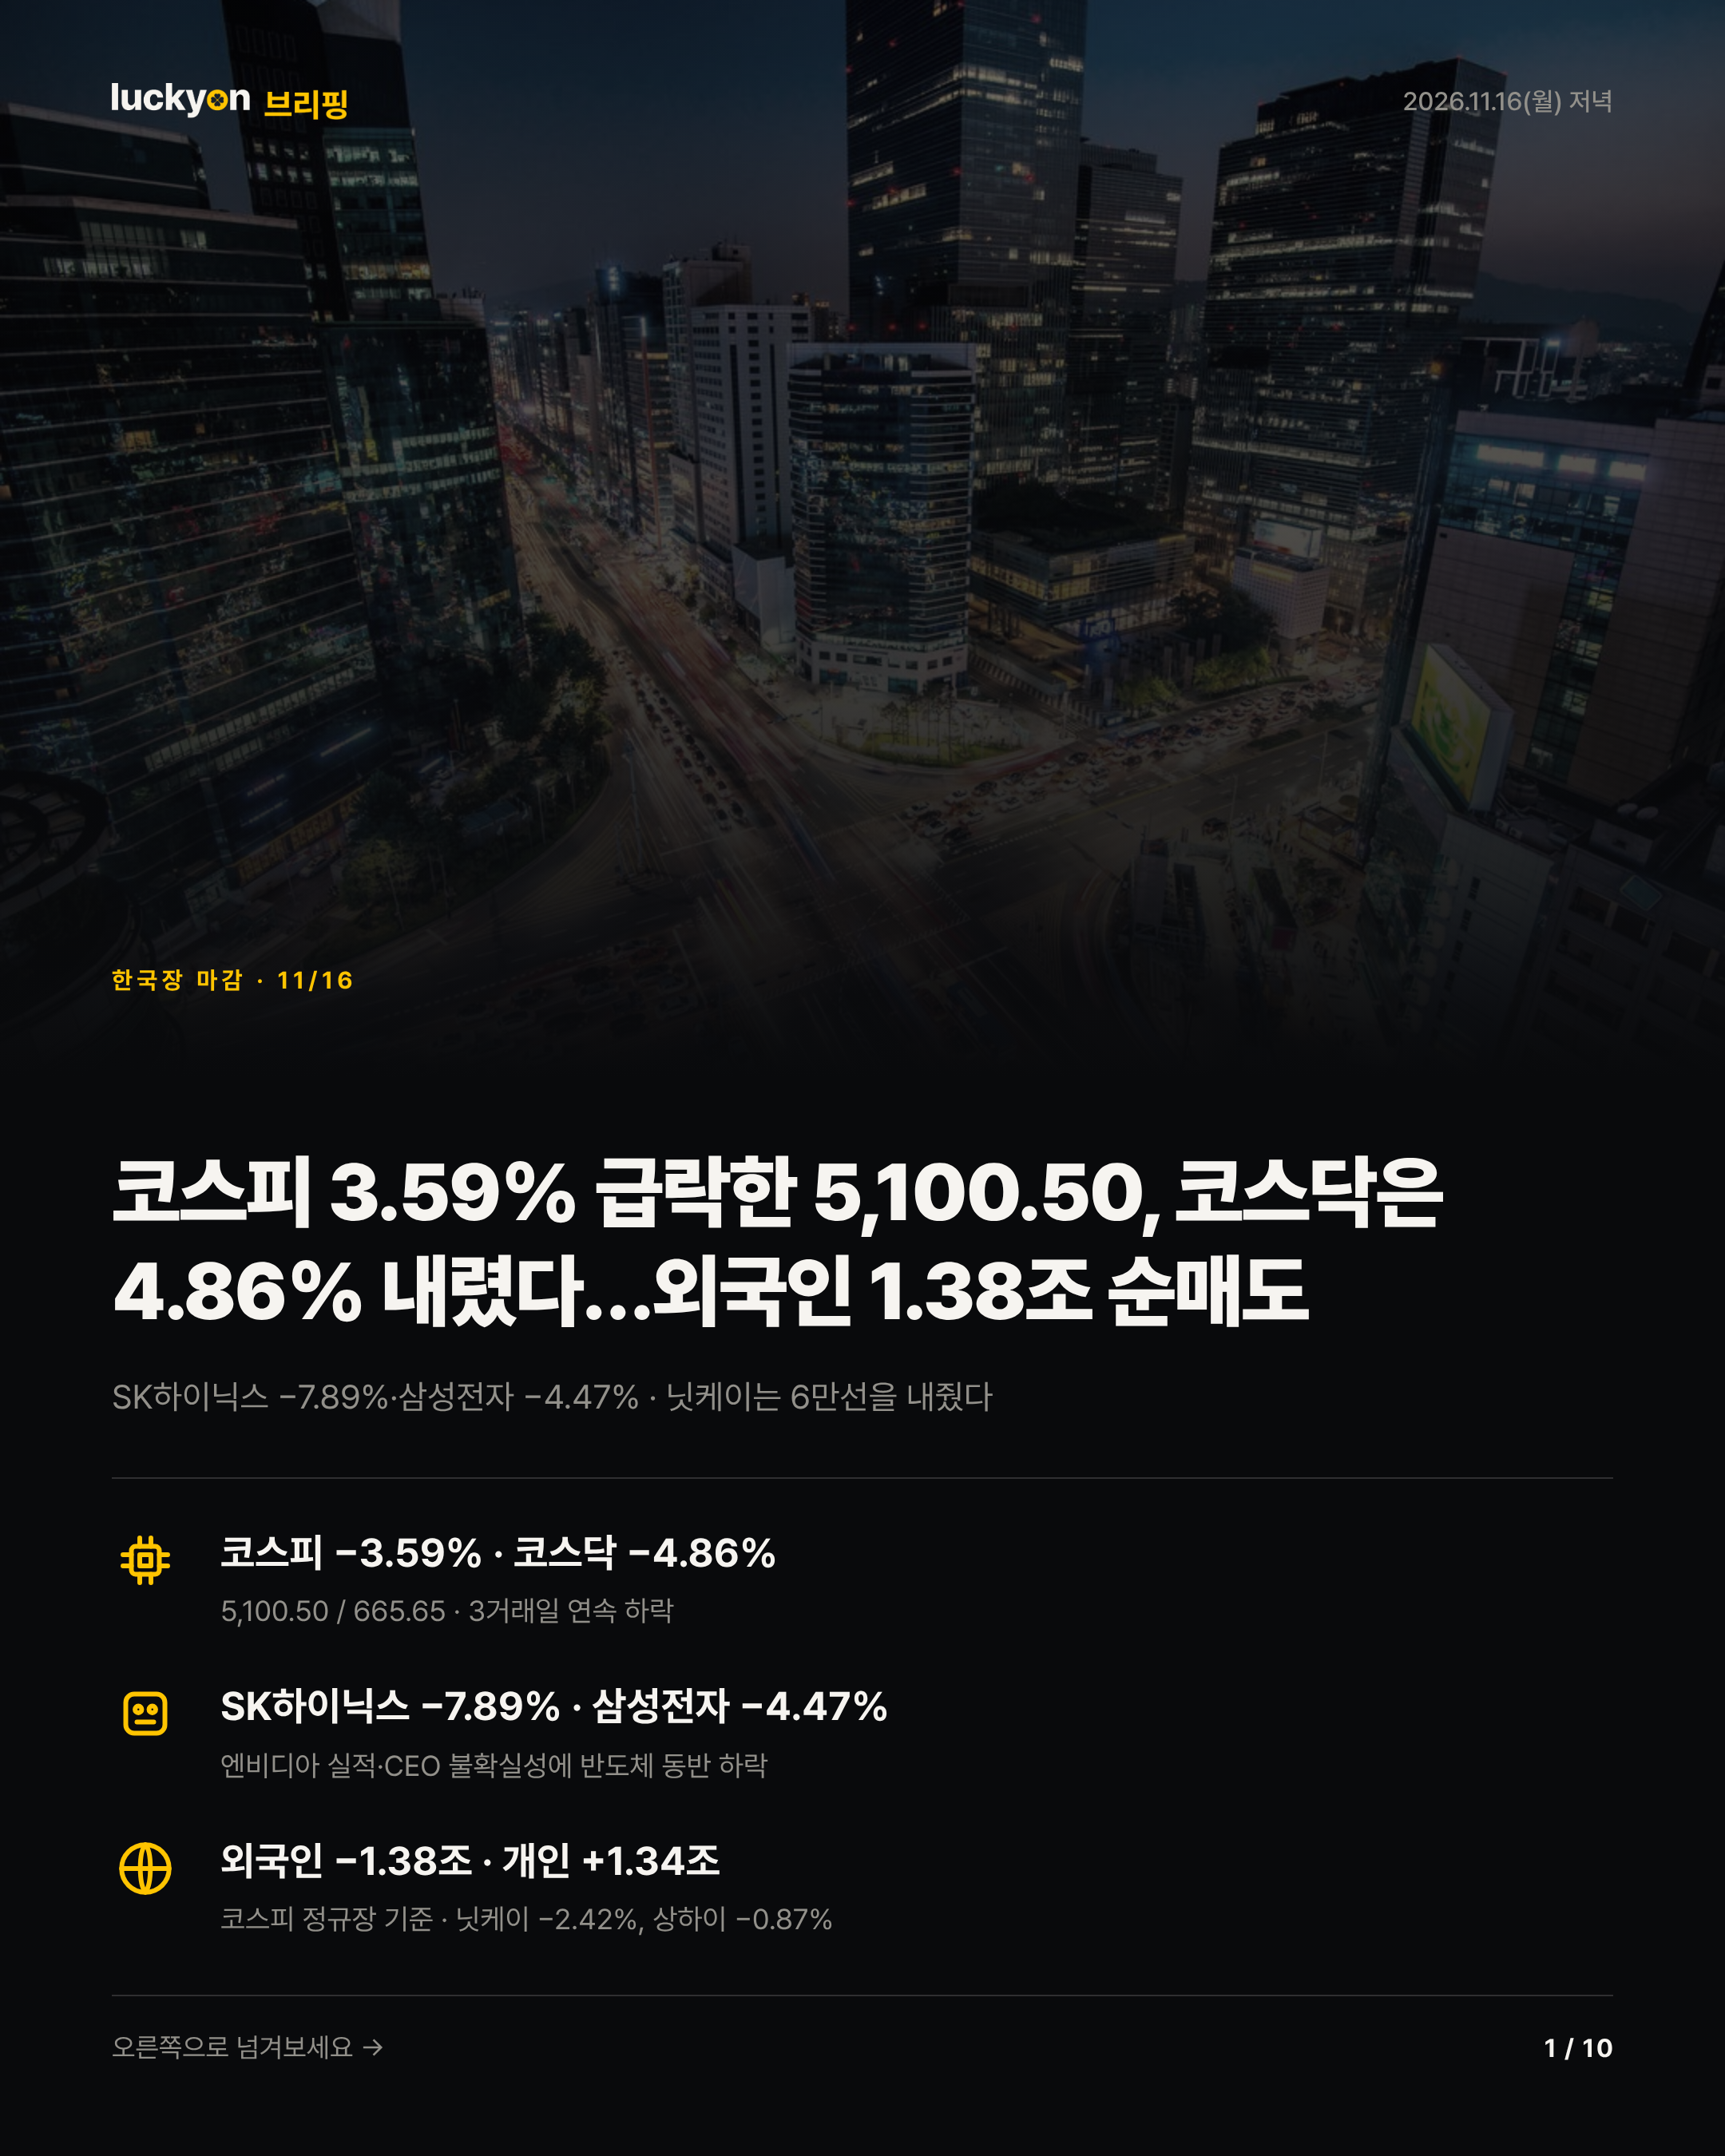 luckyon 브리핑
2026.11.16(월) 저녁
한국장 마감 · 11/16
코스피 3.59% 급락한 5,100.50, 코스닥은
4.86% 내렸다…외국인 1.38조 순매도
SK하이닉스 −7.89%·삼성전자 −4.47% · 닛케이는 6만선을 내줬다
코스피 −3.59% · 코스닥 −4.86%
5,100.50 / 665.65 · 3거래일 연속 하락
SK하이닉스 −7.89% · 삼성전자 −4.47%
엔비디아 실적·CEO 불확실성에 반도체 동반 하락
외국인 −1.38조 · 개인 +1.34조
코스피 정규장 기준 · 닛케이 −2.42%, 상하이 −0.87%
오른쪽으로 넘겨보세요 →
1 / 10